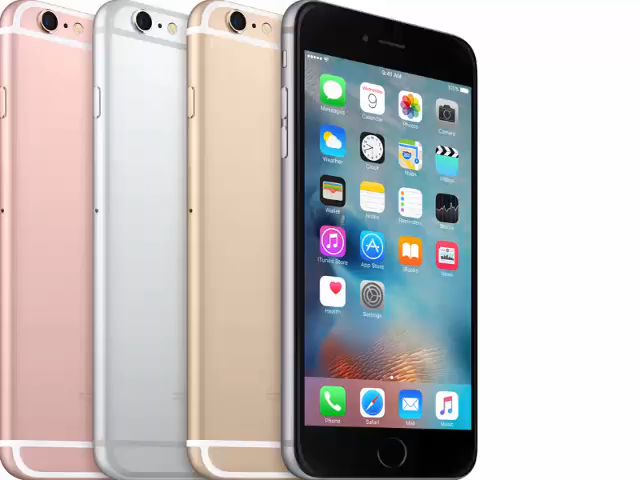 9:41 AM
100%
Wednesday
9
Messages
Calendar
Photos
Camera
Weather
Clock
Maps
Videos
Wallet
Notes
Reminders
Stocks
iTunes Store
App Store
iBooks
News
Health
Settings
Phone
Safari
Mail
Music